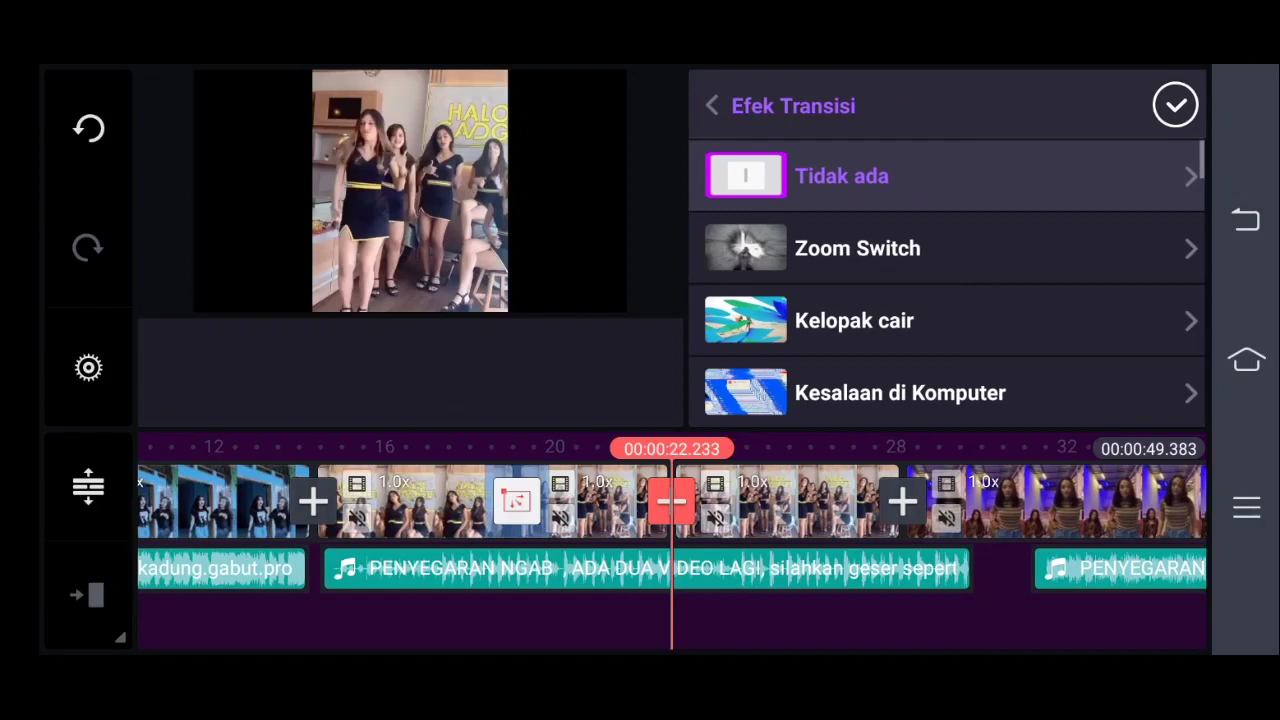 HALO
GADG
Efek Transisi
Tidak ada
Zoom Switch
Kelopak cair
Kesalaan di Komputer
12
16
20
00:00:22.233
28
32
00:00:49.383
x
1.0x
1.0x
1.0x
1.0x
kadung.gabut.pro
PENYEGARAN NGAB , ADA DUA VIDEO LAGI, silahkan geser sepert
PENYEGARAN